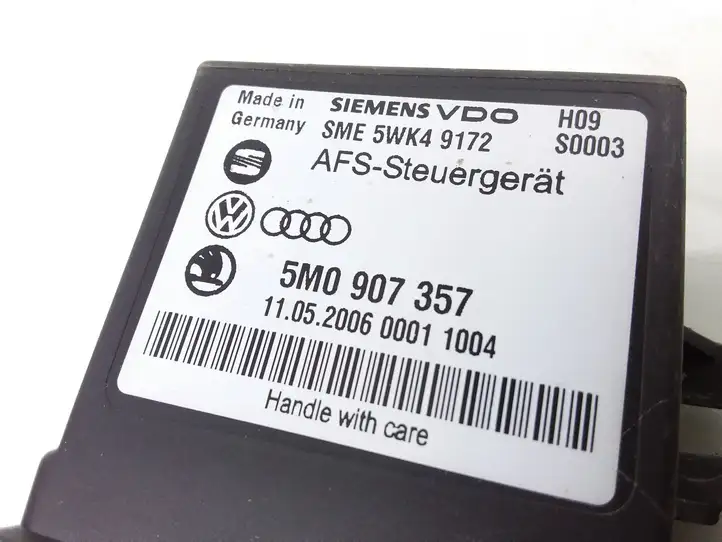 Made in Germany
SIEMENS VDO H09
SME 5WK4 9172 S0003
AFS-Steuergerät
5M0 907 357
11.05.2006 0001 1004
Handle with care